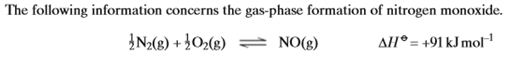 The following information concerns the gas-phase formation of nitrogen monoxide.
½N₂(g) + ½O₂(g) ⇌ NO(g) ΔH⦵ = +91 kJ mol⁻¹